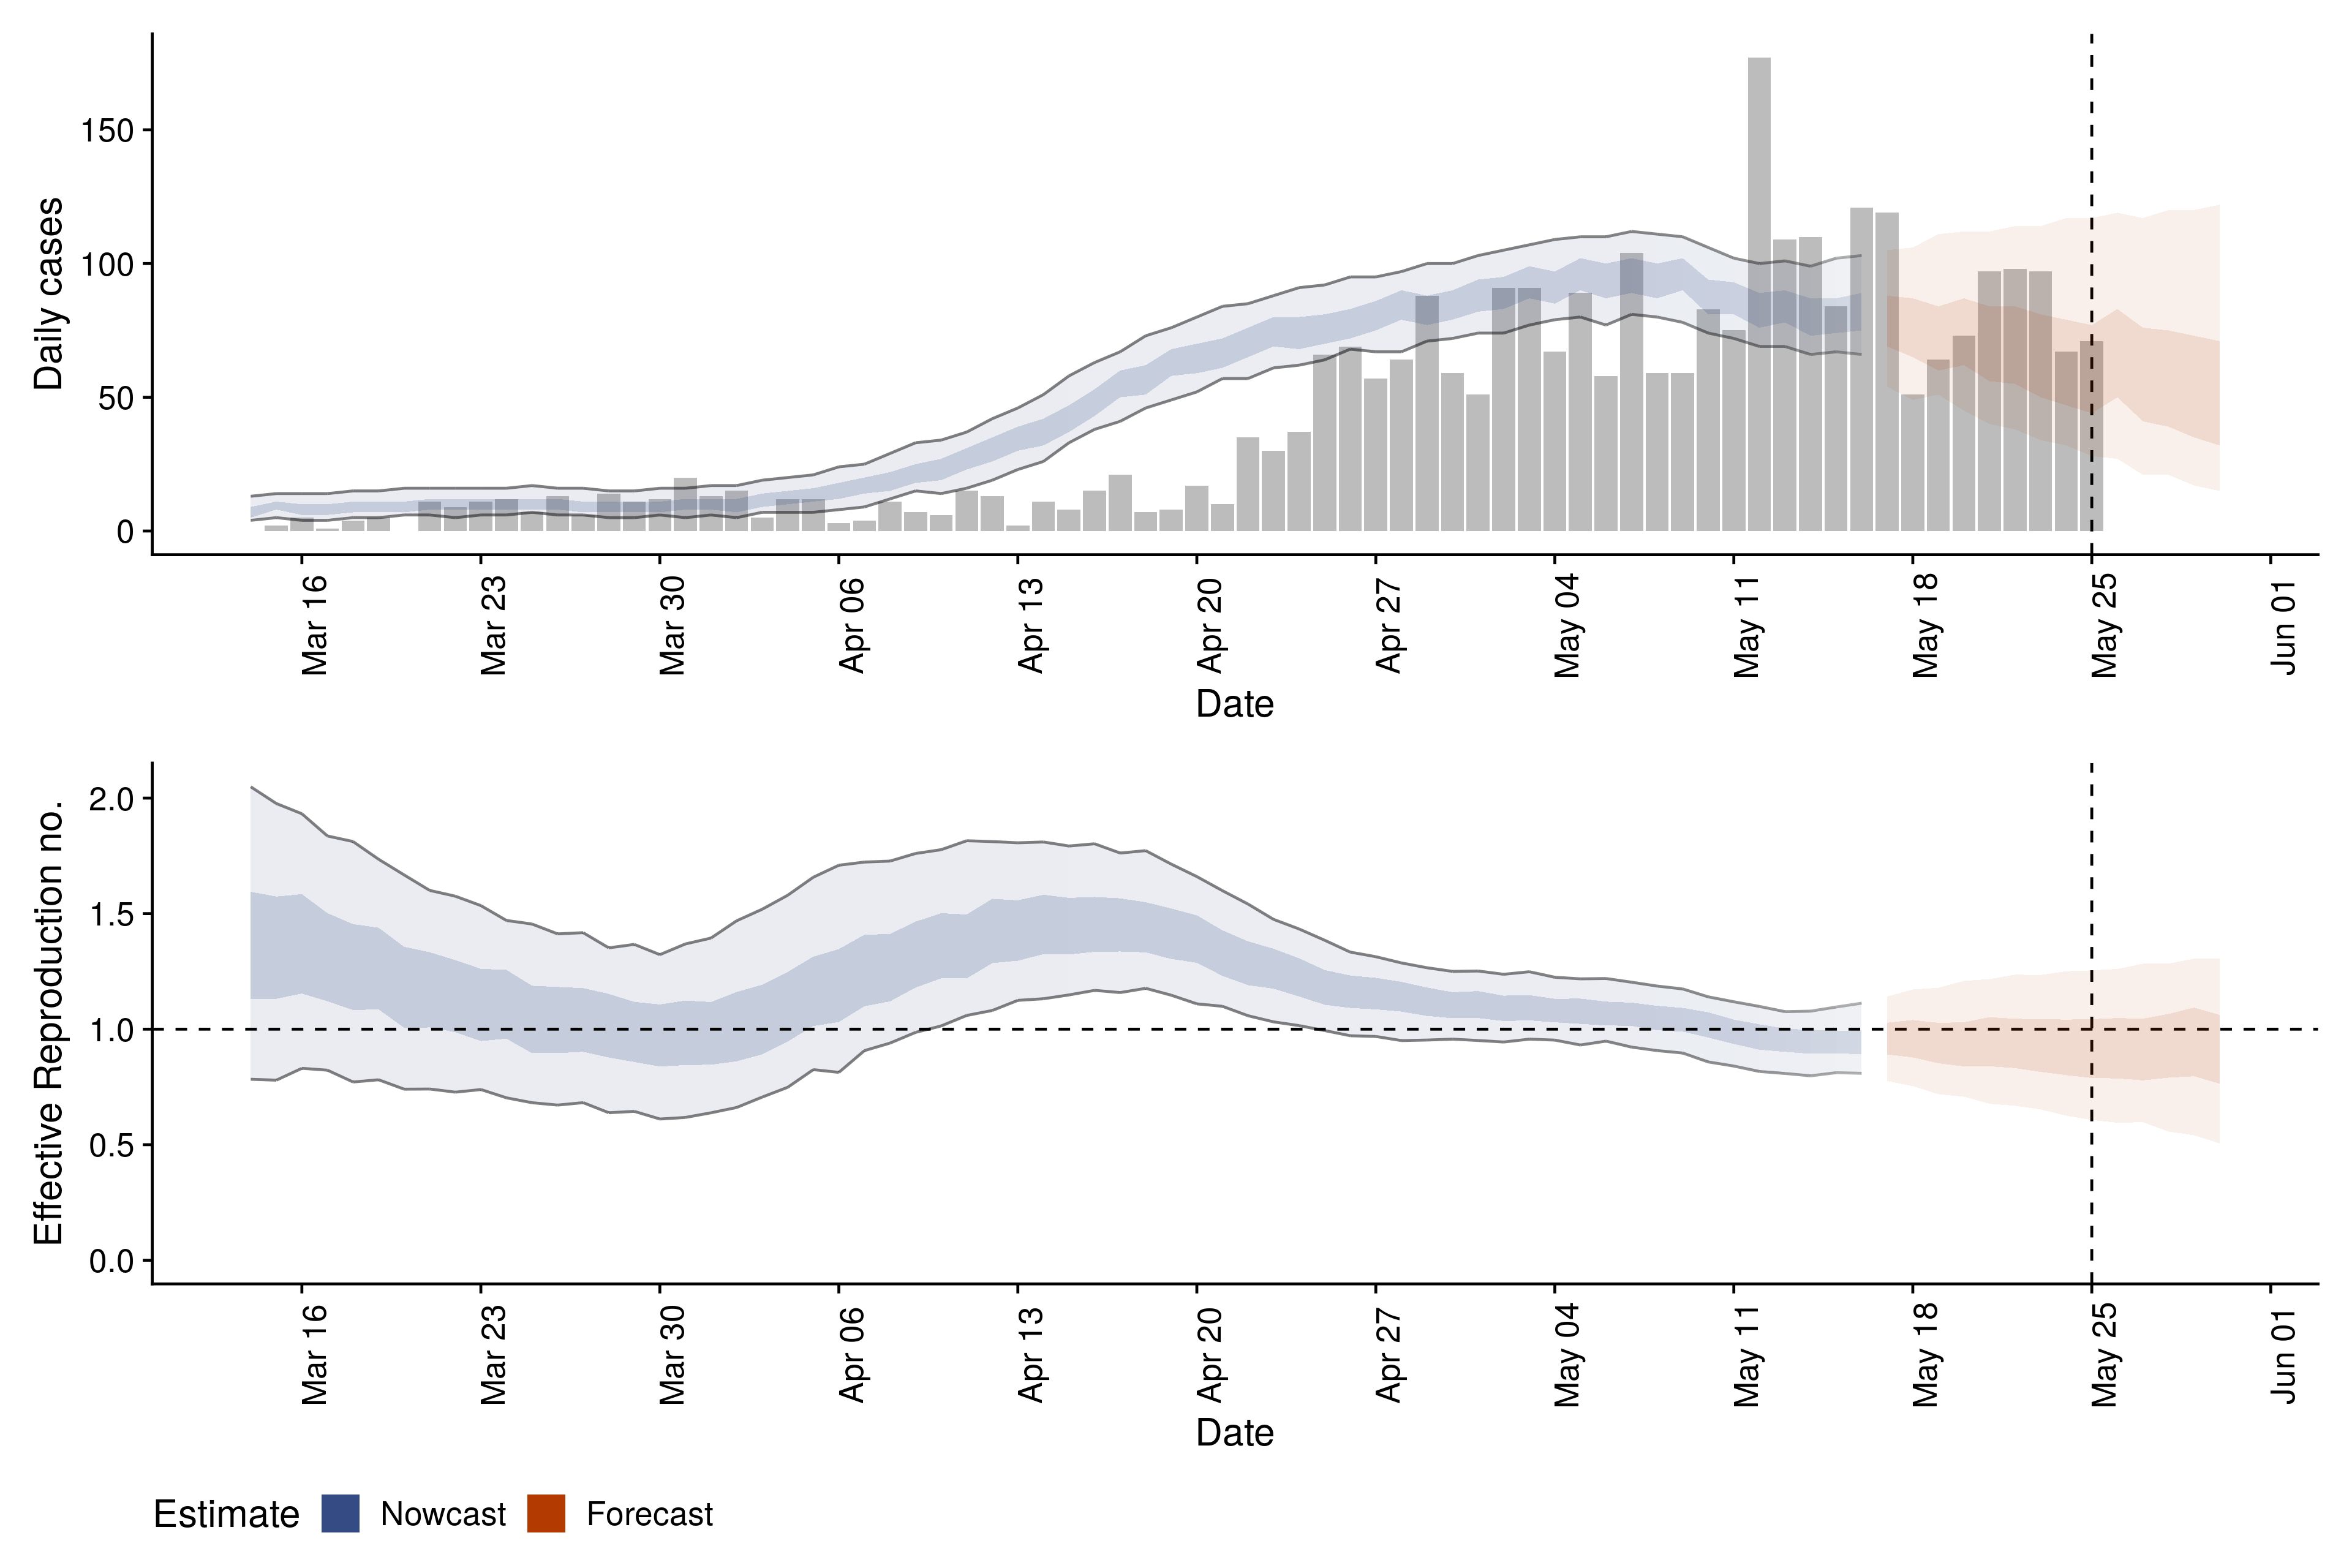 Daily cases
150
100
50
0
Mar 16
Mar 23
Mar 30
Apr 06
Apr 13
Apr 20
Apr 27
May 04
May 11
May 18
May 25
Jun 01
Date
Effective Reproduction no.
2.0
1.5
1.0
0.5
0.0
Mar 16
Mar 23
Mar 30
Apr 06
Apr 13
Apr 20
Apr 27
May 04
May 11
May 18
May 25
Jun 01
Date
Estimate Nowcast Forecast